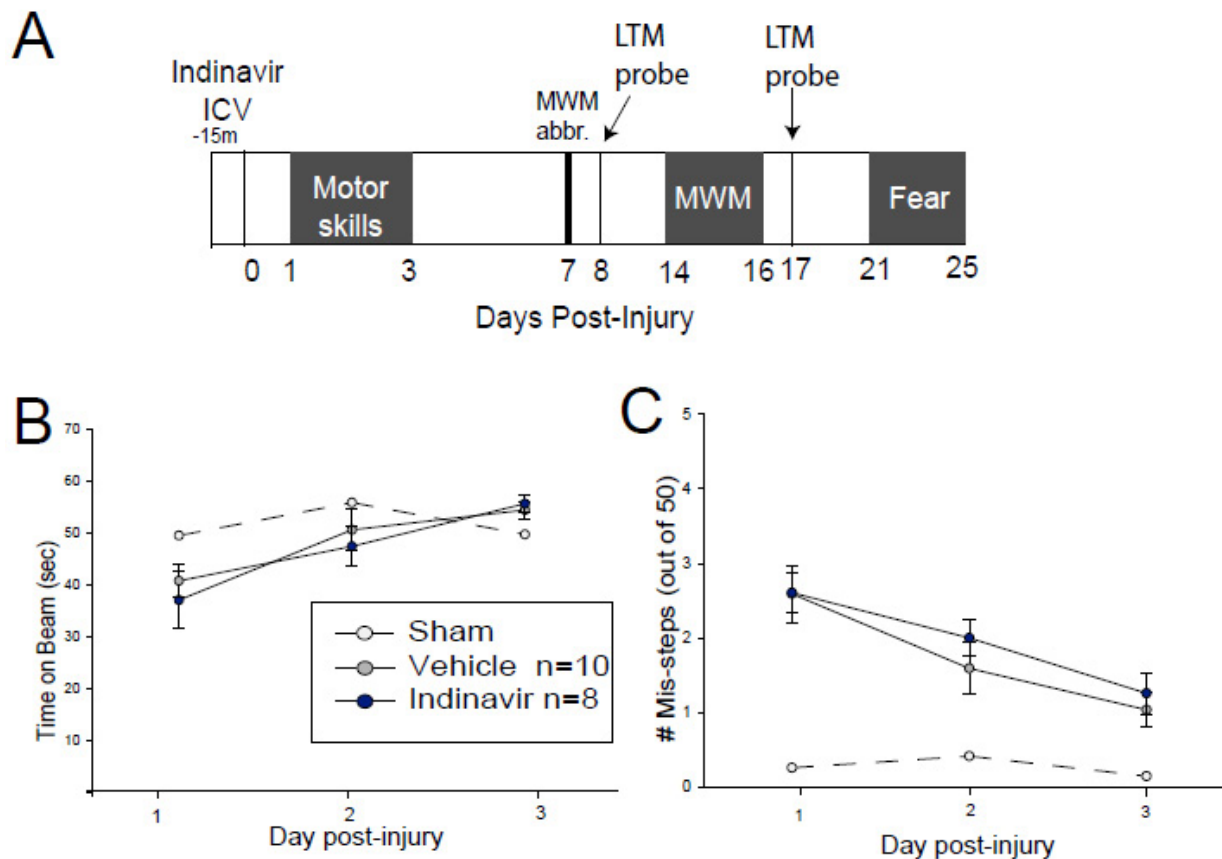 A
Indinavir
ICV
-15m
MWM
abbr.
LTM
probe
LTM
probe
Motor
skills
MWM
Fear
0 1 3 7 8 14 16 17 21 25
Days Post-Injury
B
Time on Beam (sec)
70
60
50
40
30
20
10
Sham
Vehicle n=10
Indinavir n=8
1 2 3
Day post-injury
C
# Mis-steps (out of 50)
5
4
3
2
1
0
1 2 3
Day post-injury